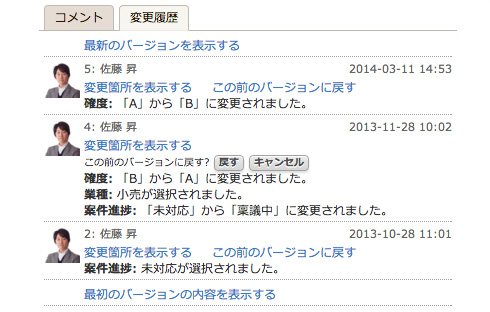 コメント 変更履歴
最新のバージョンを表示する
5: 佐藤 昇 2014-03-11 14:53
変更箇所を表示する この前のバージョンに戻す
確度: 「A」から「B」に変更されました。
4: 佐藤 昇 2013-11-28 10:02
変更箇所を表示する
この前のバージョンに戻す? 戻す キャンセル
確度: 「B」から「A」に変更されました。
業種: 小売が選択されました。
案件進捗: 「未対応」から「稟議中」に変更されました。
2: 佐藤 昇 2013-10-28 11:01
変更箇所を表示する この前のバージョンに戻す
案件進捗: 未対応が選択されました。
最初のバージョンの内容を表示する